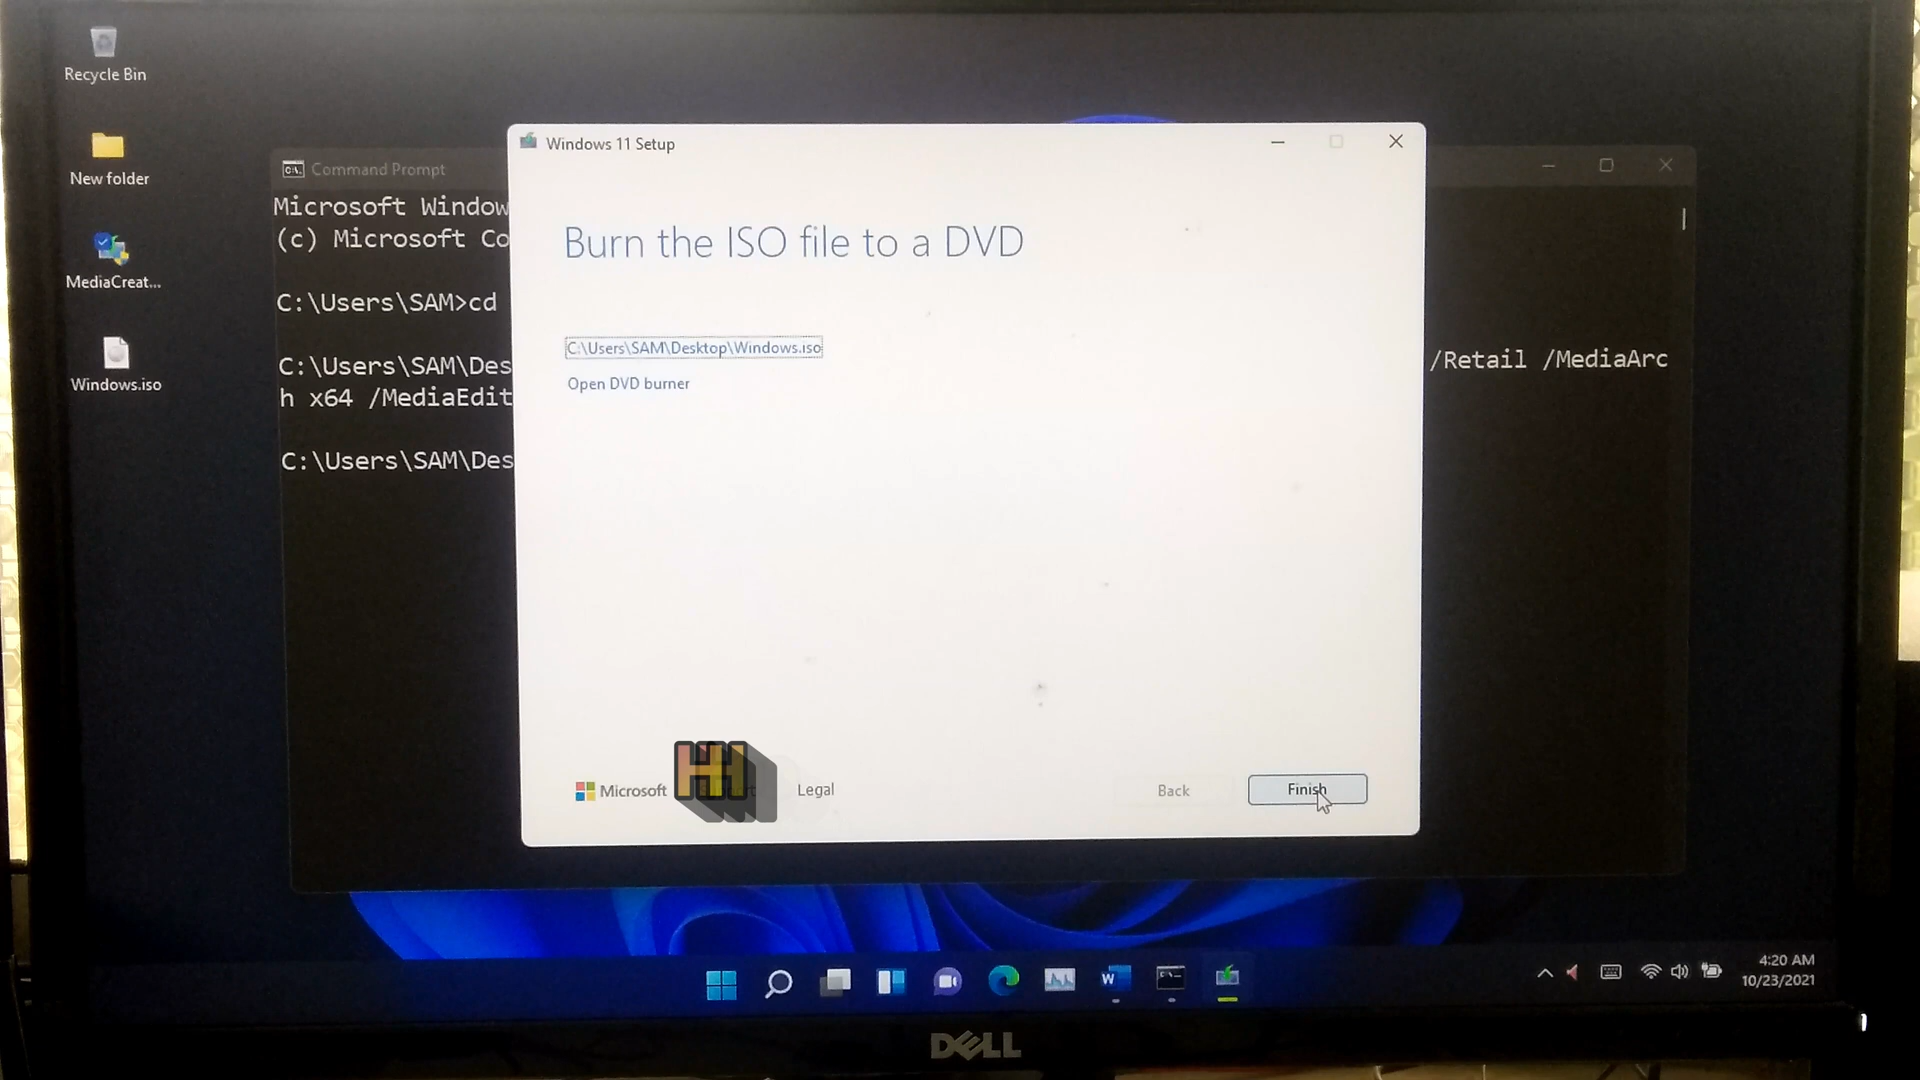 Recycle Bin
New folder
MediaCreat...
Windows.iso
Command Prompt
Microsoft Window
(c) Microsoft Co
C:\Users\SAM>cd
C:\Users\SAM\Des
/Retail /MediaArc
h x64 /MediaEdit
C:\Users\SAM\Des
Windows 11 Setup
Burn the ISO file to a DVD
C:\Users\SAM\Desktop\Windows.iso
Open DVD burner
Microsoft
HH
Legal
Back
Finish
4:20 AM
10/23/2021
DELL